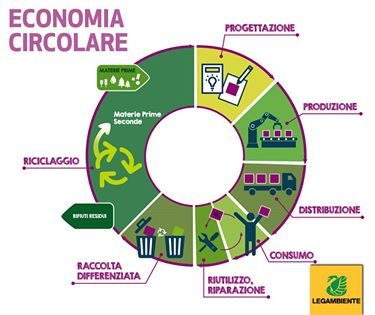 ECONOMIA
CIRCOLARE
PROGETTAZIONE
MATERIE PRIME
Materie Prime
Seconde
PRODUZIONE
RICICLAGGIO
DISTRIBUZIONE
RIFIUTI RESIDUI
CONSUMO
RACCOLTA
DIFFERENZIATA
RIUTILIZZO,
RIPARAZIONE
LEGAMBIENTE